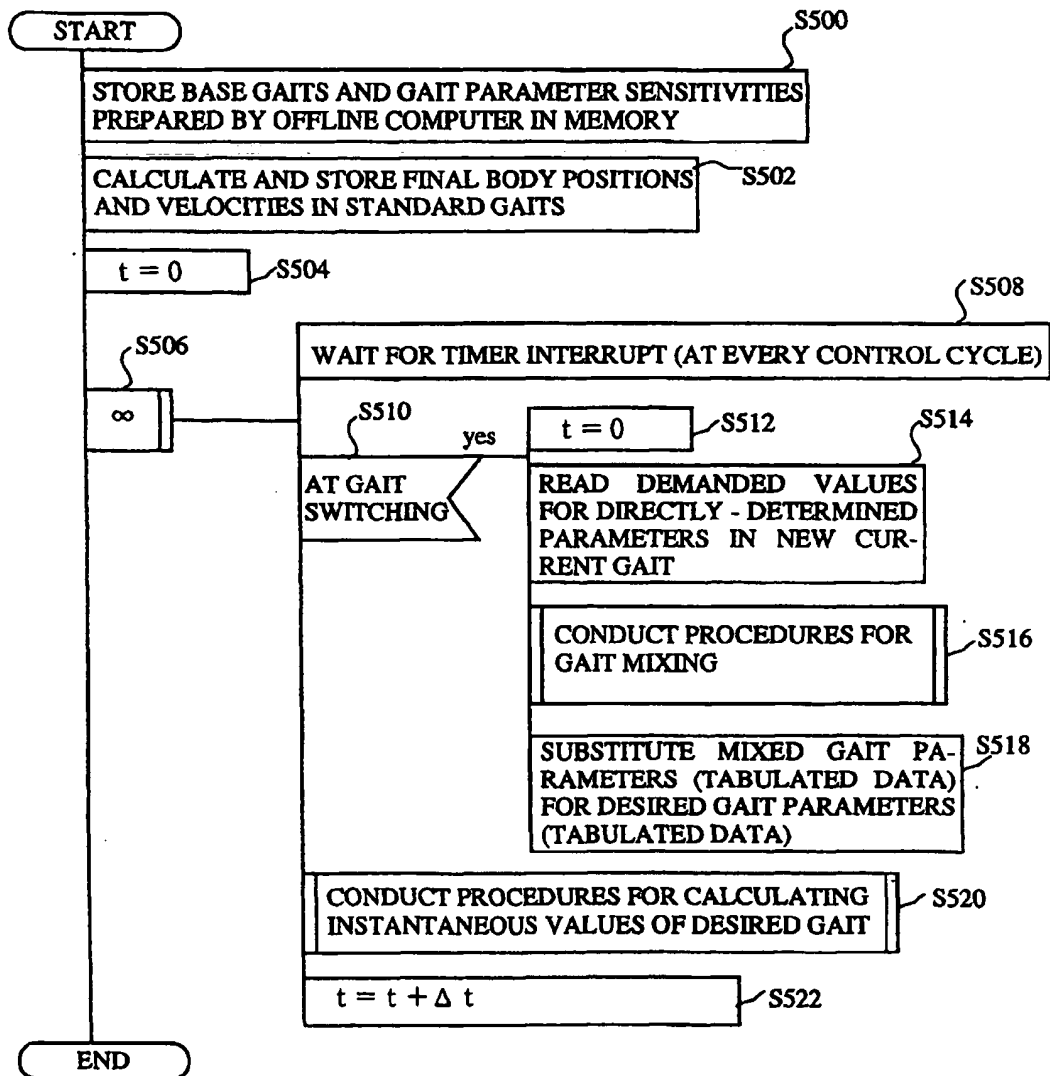 START
S500
STORE BASE GAITS AND GAIT PARAMETER SENSITIVITIES
PREPARED BY OFFLINE COMPUTER IN MEMORY
CALCULATE AND STORE FINAL BODY POSITIONS
AND VELOCITIES IN STANDARD GAITS
S502
t = 0
S504
S506
∞
S508
WAIT FOR TIMER INTERRUPT (AT EVERY CONTROL CYCLE)
S510
AT GAIT
SWITCHING
yes
t = 0
S512
S514
READ DEMANDED VALUES
FOR DIRECTLY - DETERMINED
PARAMETERS IN NEW CUR-
RENT GAIT
CONDUCT PROCEDURES FOR
GAIT MIXING
S516
SUBSTITUTE MIXED GAIT PA-
RAMETERS (TABULATED DATA)
FOR DESIRED GAIT PARAMETERS
(TABULATED DATA)
S518
CONDUCT PROCEDURES FOR CALCULATING
INSTANTANEOUS VALUES OF DESIRED GAIT
S520
t = t + Δ t
S522
END